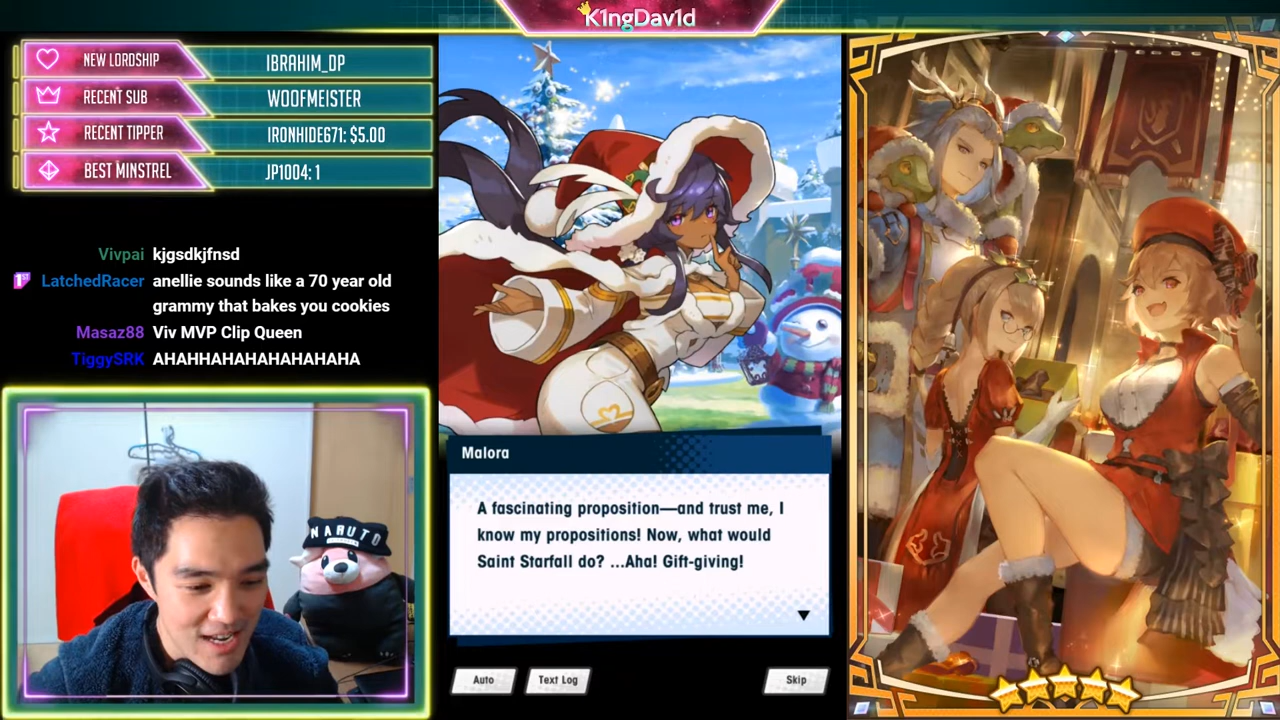 K1ngDav1d
NEW LORDSHIP IBRAHIM_DP
RECENT SUB WOOFMEISTER
RECENT TIPPER IRONHIDE671: $5.00
BEST MINSTREL JP1004: 1
Vivpai kjgsdkjfnsd
1ST LatchedRacer anellie sounds like a 70 year old
grammy that bakes you cookies
Masaz88 Viv MVP Clip Queen
TiggySRK AHAHHAHAHAHAHAHAHA
NARUTO
Malora
A fascinating proposition—and trust me, I
know my propositions! Now, what would
Saint Starfall do? ...Aha! Gift-giving!
Auto Text Log Skip